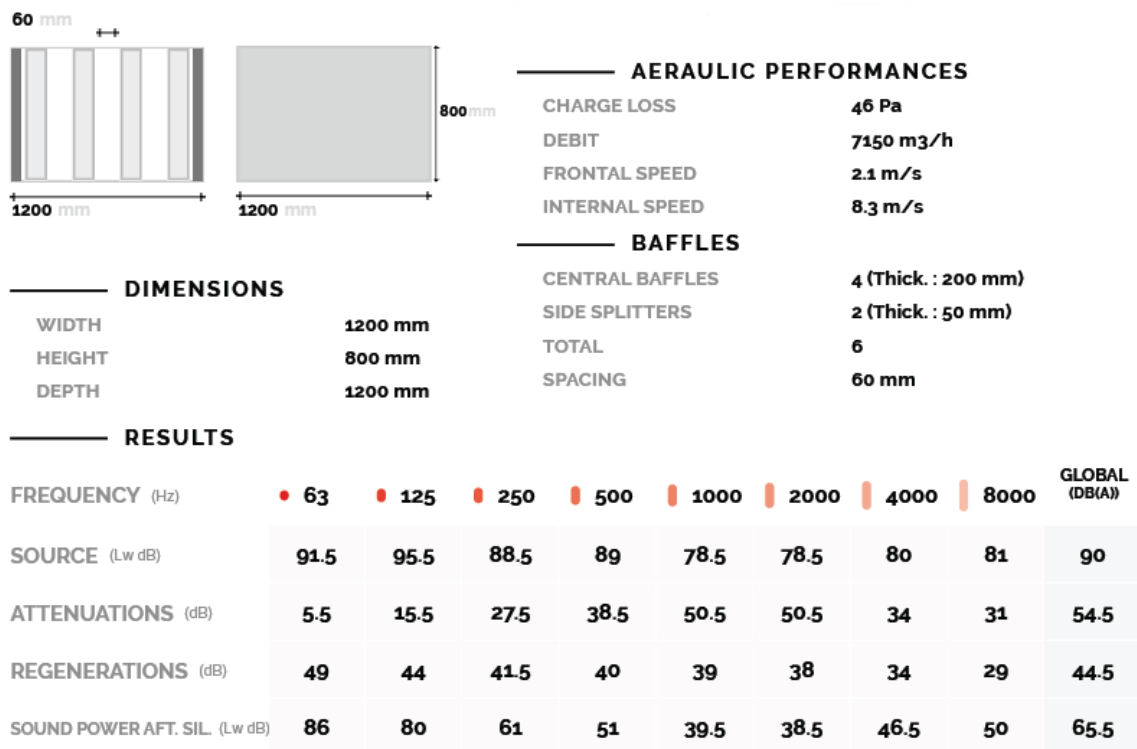 60 mm
800 mm
1200 mm
1200 mm
DIMENSIONS
WIDTH 1200 mm
HEIGHT 800 mm
DEPTH 1200 mm
AERAULIC PERFORMANCES
CHARGE LOSS 46 Pa
DEBIT 7150 m3/h
FRONTAL SPEED 2.1 m/s
INTERNAL SPEED 8.3 m/s
BAFFLES
CENTRAL BAFFLES 4 (Thick. : 200 mm)
SIDE SPLITTERS 2 (Thick. : 50 mm)
TOTAL 6
SPACING 60 mm
RESULTS
FREQUENCY (Hz) 63 125 250 500 1000 2000 4000 8000 GLOBAL (DB(A))
SOURCE (Lw dB) 91.5 95.5 88.5 89 78.5 78.5 80 81 90
ATTENUATIONS (dB) 5.5 15.5 27.5 38.5 50.5 50.5 34 31 54.5
REGENERATIONS (dB) 49 44 41.5 40 39 38 34 29 44.5
SOUND POWER AFT. SIL. (Lw dB) 86 80 61 51 39.5 38.5 46.5 50 65.5